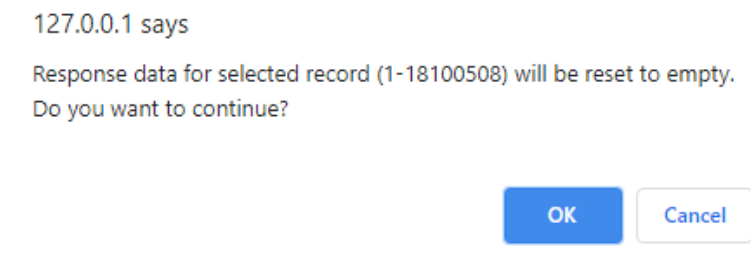 127.0.0.1 says
Response data for selected record (1-18100508) will be reset to empty.
Do you want to continue?
OK
Cancel